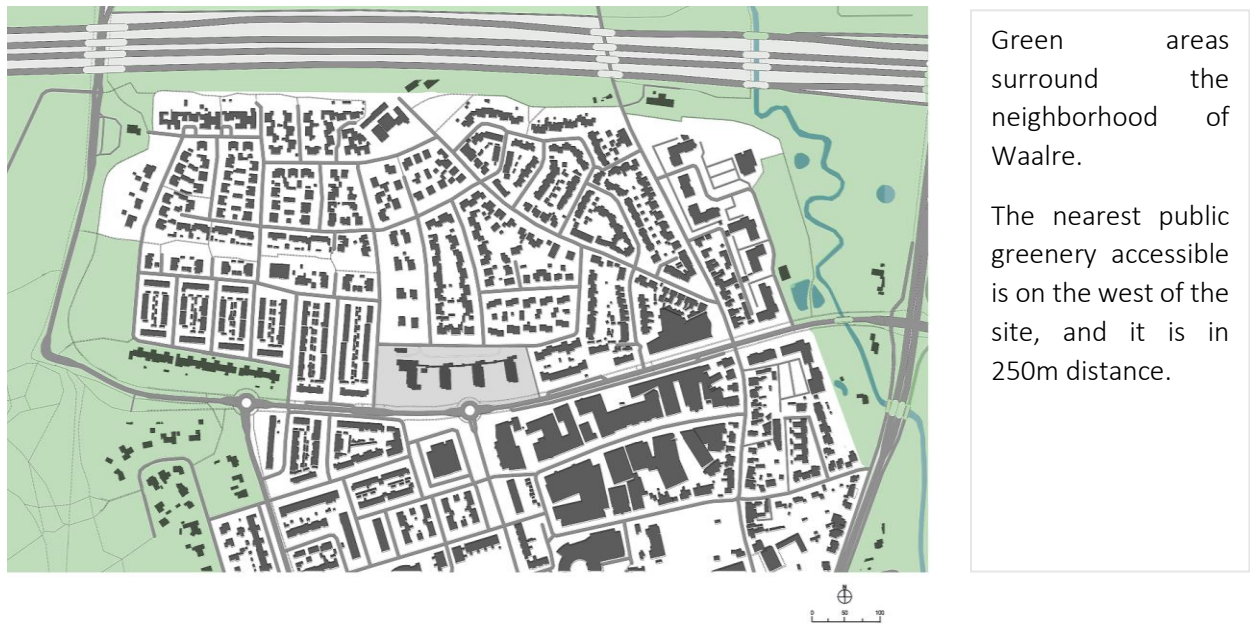 Green areas
surround the
neighborhood of
Waalre.
The nearest public
greenery accessible
is on the west of the
site, and it is in
250m distance.
N
0 50 100